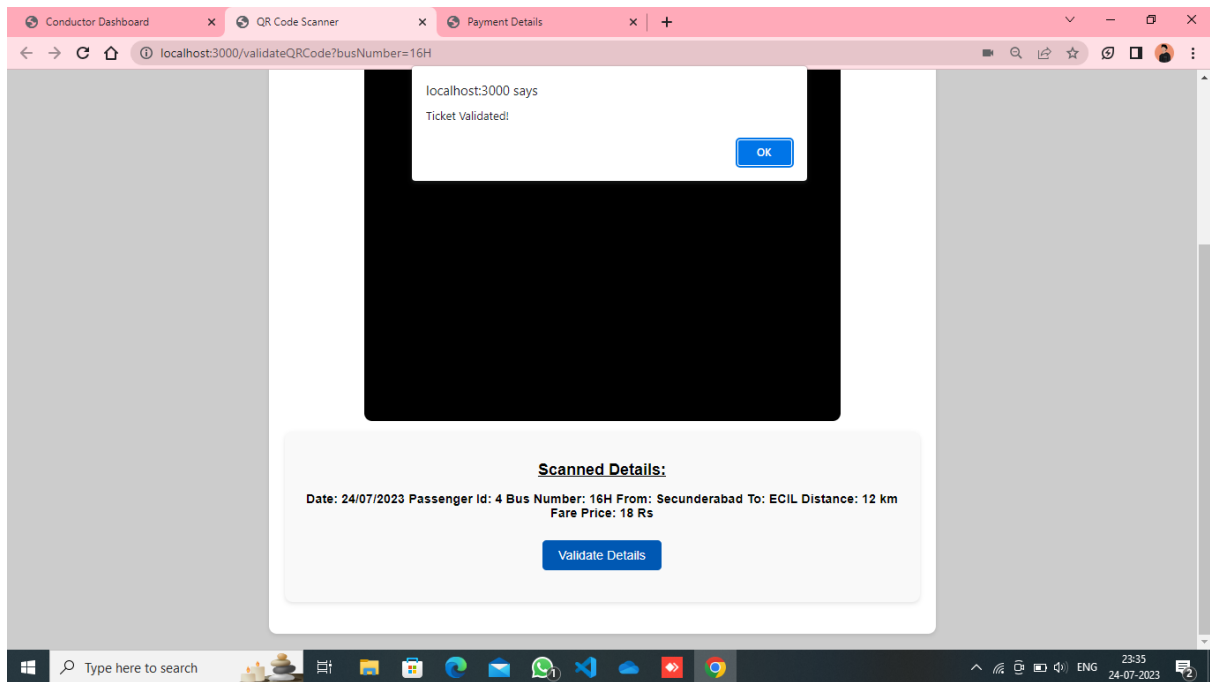 Conductor Dashboard QR Code Scanner Payment Details
localhost:3000/validateQRCode?busNumber=16H
localhost:3000 says
Ticket Validated!
OK
Scanned Details:
Date: 24/07/2023 Passenger Id: 4 Bus Number: 16H From: Secunderabad To: ECIL Distance: 12 km
Fare Price: 18 Rs
Validate Details
Type here to search
1
ENG
23:35
24-07-2023
2